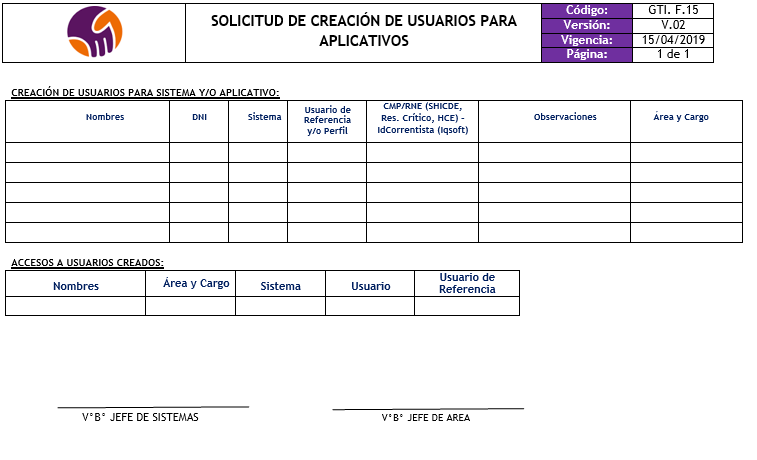 SOLICITUD DE CREACIÓN DE USUARIOS PARA
APLICATIVOS
Código: GTI. F.15
Versión: V.02
Vigencia: 15/04/2019
Página: 1 de 1
CREACIÓN DE USUARIOS PARA SISTEMA Y/O APLICATIVO:
Nombres
DNI
Sistema
Usuario de
Referencia
y/o Perfil
CMP/RNE (SHICDE,
Res. Crítico, HCE) –
IdCorrentista (Iqsoft)
Observaciones
Área y Cargo
ACCESOS A USUARIOS CREADOS:
Nombres
Área y Cargo
Sistema
Usuario
Usuario de
Referencia
V°B° JEFE DE SISTEMAS
V°B° JEFE DE AREA